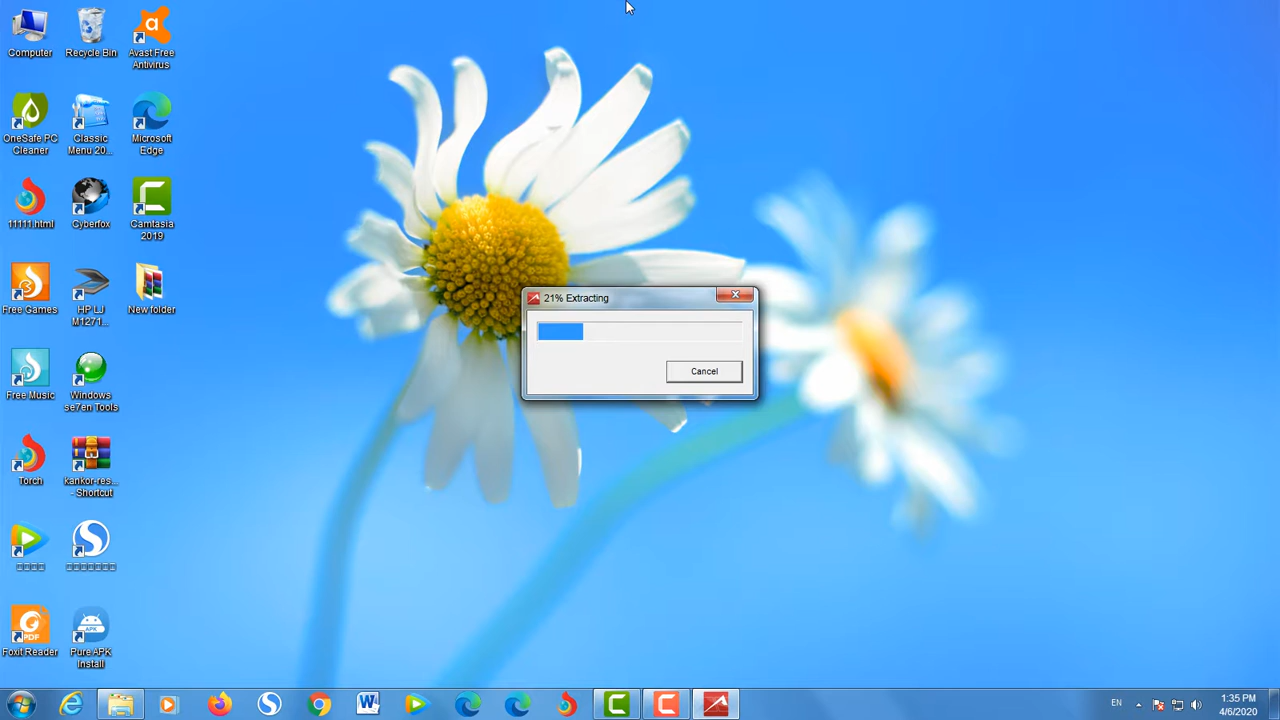 Computer
Recycle Bin
Avast Free
Antivirus
OneSafe PC
Cleaner
Classic
Menu 20...
Microsoft
Edge
11111.html
Cyberfox
Camtasia
2019
Free Games
HP LJ
M1271...
New folder
Free Music
Windows
se7en Tools
Torch
kankor-res...
- Shortcut
Foxit Reader
PDF
Pure APK
Install
APK
21% Extracting
Cancel
EN
1:35 PM
4/6/2020